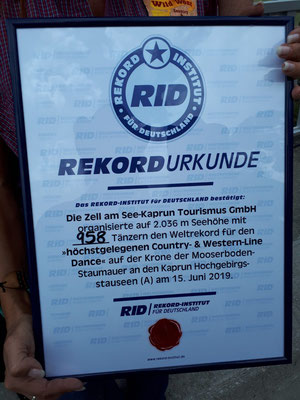 Wild West
REKORD INSTITUT
RID
FÜR DEUTSCHLAND
REKORDURKUNDE
Das REKORD-INSTITUT für DEUTSCHLAND bestätigt:
Die Zell am See-Kaprun Tourismus GmbH
organisierte auf 2.036 m Seehöhe mit
958 Tänzern den Weltrekord für den
»höchstgelegenen Country- & Western-Line
Dance« auf der Krone der Mooserboden-
Staumauer an den Kaprun Hochgebirgs-
stauseen (A) am 15. Juni 2019.
RID REKORD-INSTITUT
FÜR DEUTSCHLAND
www.rekord-institut.de